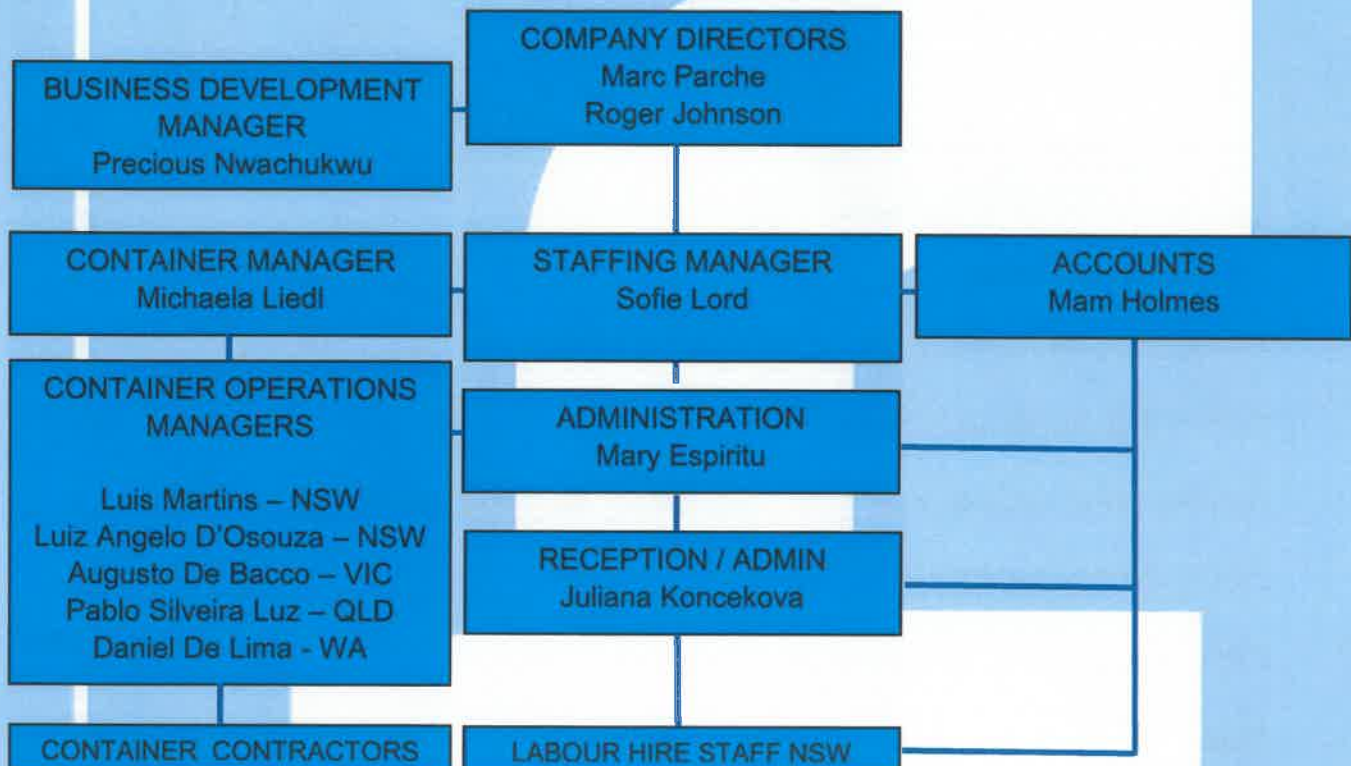 COMPANY DIRECTORS
Marc Parche
Roger Johnson
BUSINESS DEVELOPMENT
MANAGER
Precious Nwachukwu
CONTAINER MANAGER
Michaela Liedl
STAFFING MANAGER
Sofie Lord
ACCOUNTS
Mam Holmes
CONTAINER OPERATIONS
MANAGERS
Luis Martins – NSW
Luiz Angelo D'Osouza – NSW
Augusto De Bacco – VIC
Pablo Silveira Luz – QLD
Daniel De Lima - WA
ADMINISTRATION
Mary Espiritu
RECEPTION / ADMIN
Juliana Koncekova
CONTAINER CONTRACTORS
LABOUR HIRE STAFF NSW